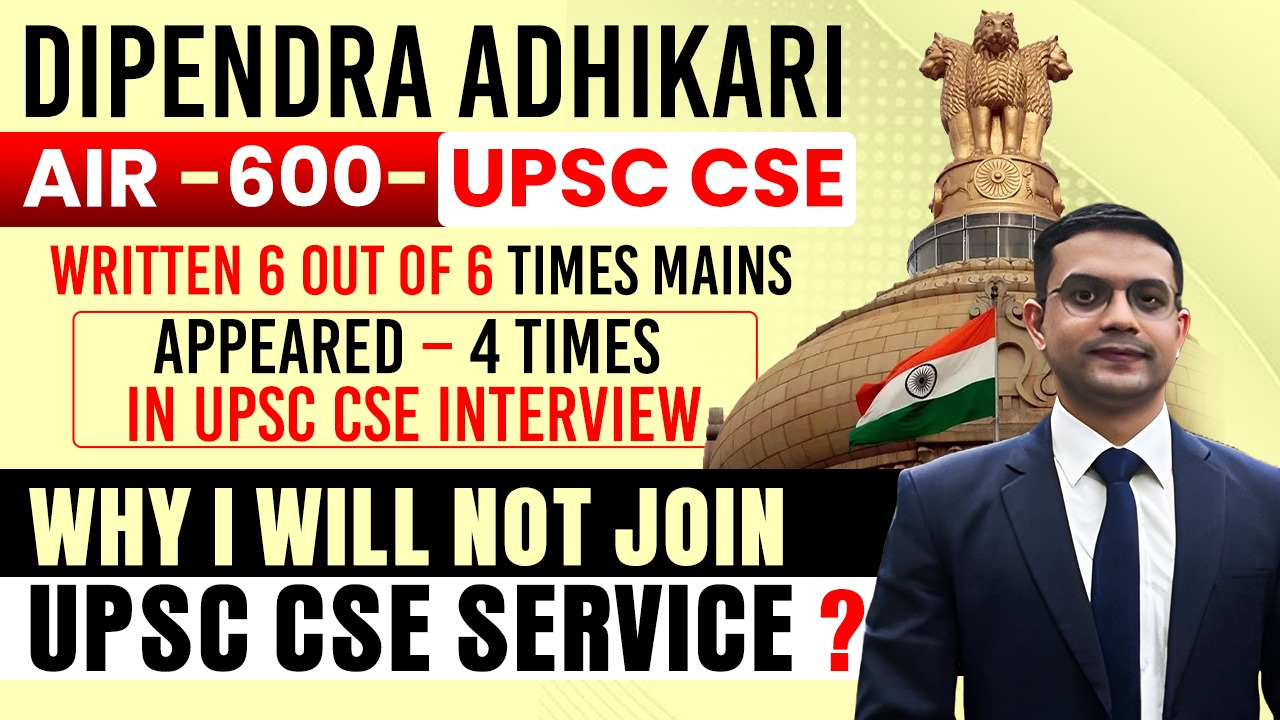 DIPENDRA ADHIKARI
AIR –600– UPSC CSE
WRITTEN 6 OUT OF 6 TIMES MAINS
APPEARED – 4 TIMES
IN UPSC CSE INTERVIEW
WHY I WILL NOT JOIN
UPSC CSE SERVICE ?